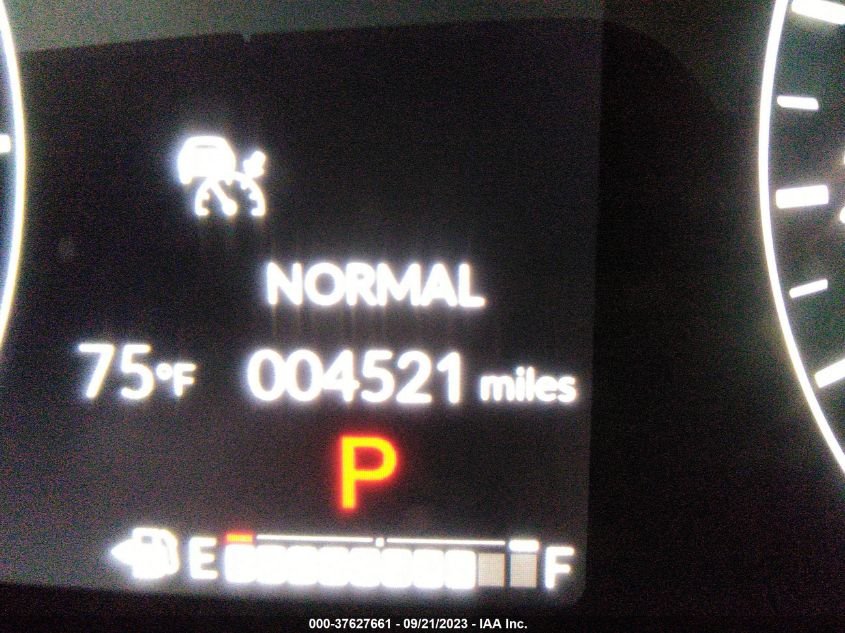 NORMAL
75°F 004521 miles
P
E F
000-37627661 - 09/21/2023 - IAA Inc.